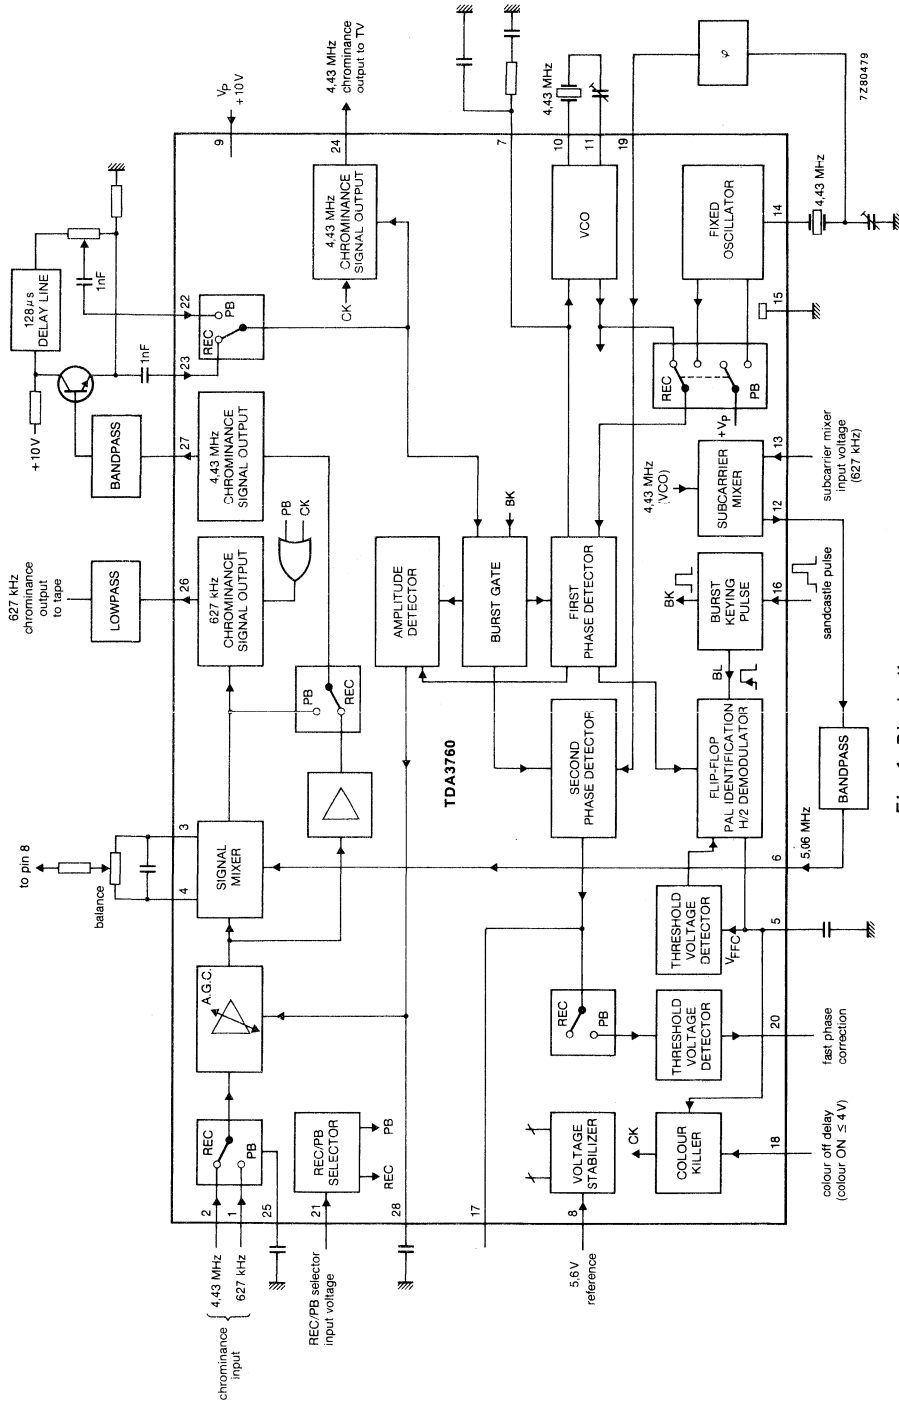 to pin 8
balance
4
3
627 kHz
chrominance
output
to tape
LOWPASS
26
+10V
BANDPASS
27
128µs
DELAY LINE
1nF
1nF
23
22
VP
+10V
9
chrominance
input
4,43 MHz
627 kHz
2
1
25
REC
PB
A.G.C.
SIGNAL
MIXER
627 kHz
CHROMINANCE
SIGNAL OUTPUT
4,43 MHz
CHROMINANCE
SIGNAL OUTPUT
REC
PB
4,43 MHz
CHROMINANCE
SIGNAL OUTPUT
CK
24
4,43 MHz
chrominance
output to TV
PB
CK
PB
REC
REC/PB selector
input voltage
21
REC/PB
SELECTOR
REC
PB
28
AMPLITUDE
DETECTOR
TDA3760
BURST GATE
BK
17
7
5,6 V
reference
8
VOLTAGE
STABILIZER
REC
PB
SECOND
PHASE DETECTOR
FIRST
PHASE DETECTOR
VCO
10
11
4,43 MHz
19
φ
CK
COLOUR
KILLER
THRESHOLD
VOLTAGE
DETECTOR
THRESHOLD
VOLTAGE
DETECTOR
VFFC
FLIP-FLOP
PAL IDENTIFICATION
H/2 DEMODULATOR
BL
BK
BURST
KEYING
PULSE
4,43 MHz
(VCO)
SUBCARRIER
MIXER
REC
PB
+VP
FIXED
OSCILLATOR
18
20
5
6
16
12
13
15
14
4,43 MHz
colour off delay
(colour ON ≤ 4 V)
fast phase
correction
5,06 MHz
BANDPASS
sandcastle pulse
subcarrier mixer
input voltage
(627 kHz)
7Z80479